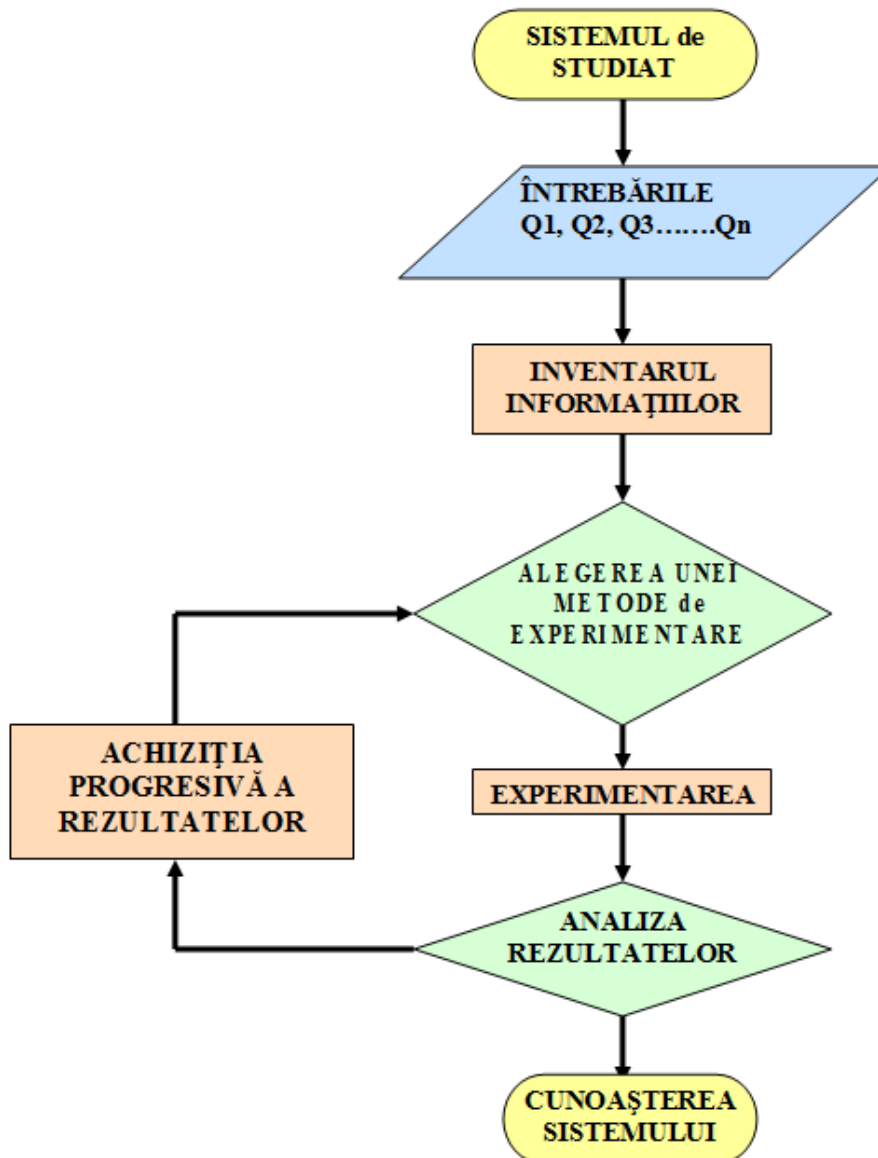 SISTEMUL de
STUDIAT
ÎNTREBĂRILE
Q1, Q2, Q3…….Qn
INVENTARUL
INFORMAŢIILOR
ALEGEREA UNEI
METODE de
EXPERIMENTARE
ACHIZIŢIA
PROGRESIVĂ A
REZULTATELOR
EXPERIMENTAREA
ANALIZA
REZULTATELOR
CUNOAŞTEREA
SISTEMULUI